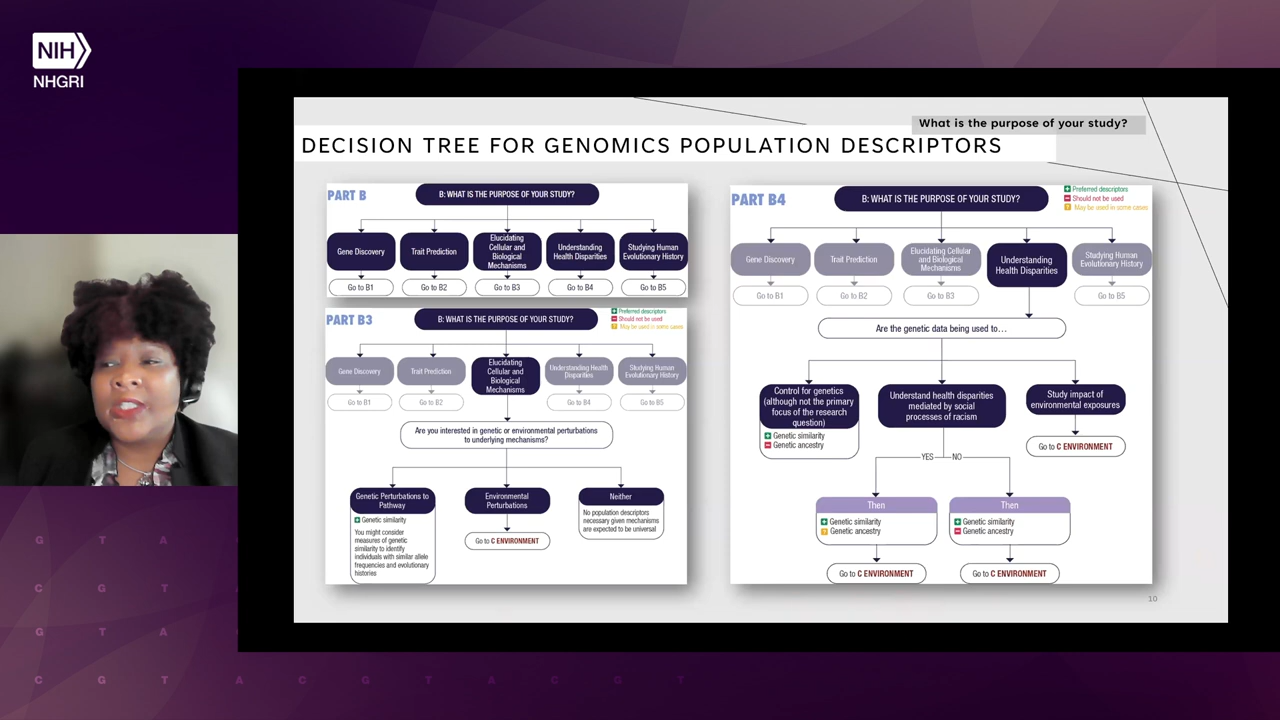 NIH
NHGRI
What is the purpose of your study?
DECISION TREE FOR GENOMICS POPULATION DESCRIPTORS
PART B
B: WHAT IS THE PURPOSE OF YOUR STUDY?
Gene Discovery
Trait Prediction
Elucidating
Cellular and
Biological
Mechanisms
Understanding
Health Disparities
Studying Human
Evolutionary History
Go to B1
Go to B2
Go to B3
Go to B4
Go to B5
PART B3
B: WHAT IS THE PURPOSE OF YOUR STUDY?
Preferred descriptors
Should not be used
May be used in some cases
Gene Discovery
Trait Prediction
Elucidating
Cellular and
Biological
Mechanisms
Understanding Health
Disparities
Studying Human
Evolutionary History
Go to B1
Go to B2
Go to B4
Go to B5
Are you interested in genetic or environmental perturbations
to underlying mechanisms?
Genetic Perturbations to
Pathway
Genetic similarity
You might consider
measures of genetic
similarity to identify
individuals with similar allele
frequencies and evolutionary
histories
Environmental
Perturbations
Go to C ENVIRONMENT
Neither
No population descriptors
necessary given mechanisms
are expected to be universal
PART B4
B: WHAT IS THE PURPOSE OF YOUR STUDY?
Preferred descriptors
Should not be used
May be used in some cases
Gene Discovery
Trait Prediction
Elucidating Cellular
and Biological
Mechanisms
Understanding
Health Disparities
Studying Human
Evolutionary History
Go to B1
Go to B2
Go to B3
Go to B5
Are the genetic data being used to...
Control for genetics
(although not the primary
focus of the research
question)
Genetic similarity
Genetic ancestry
Understand health disparities
mediated by social
processes of racism
Study impact of
environmental exposures
Go to C ENVIRONMENT
YES
NO
Then
Genetic similarity
Genetic ancestry
Go to C ENVIRONMENT
Then
Genetic similarity
Genetic ancestry
Go to C ENVIRONMENT
10
G T A
C G T
G T A
C G T A C G T A C G T